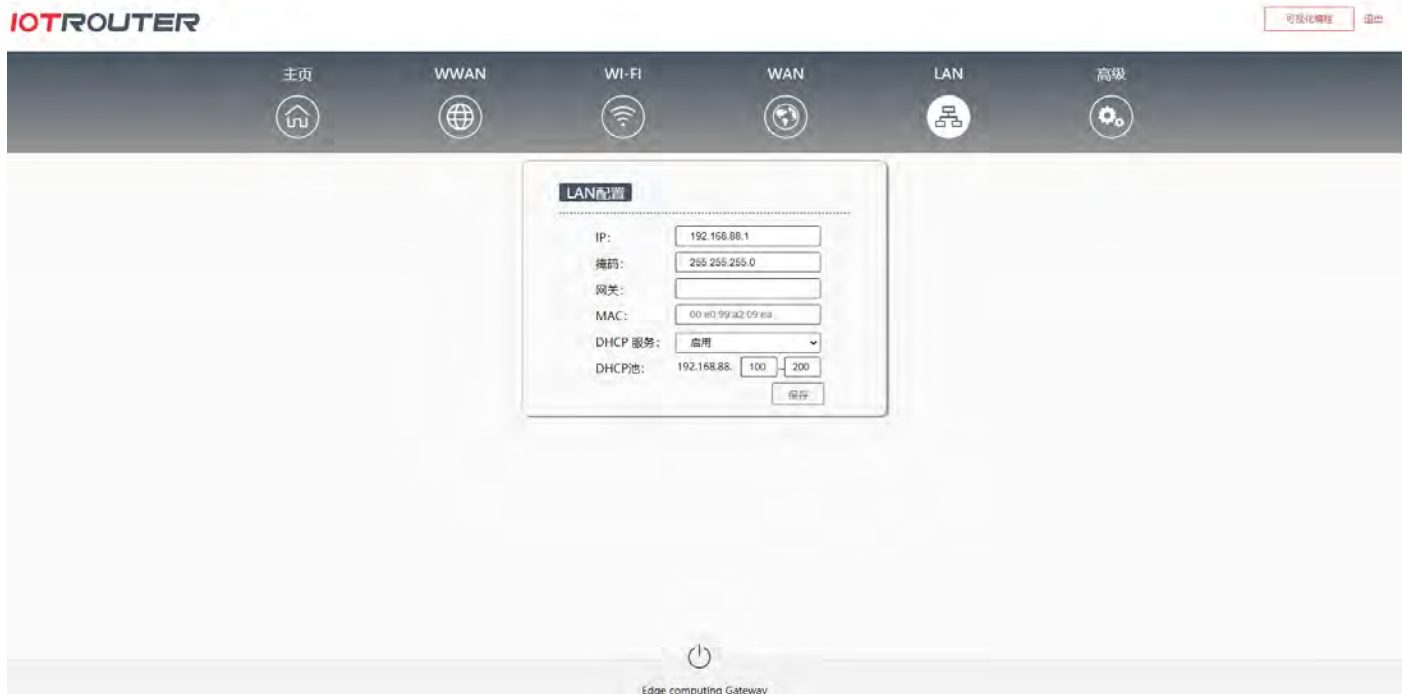 IOTROUTER
可视化编程 退出
主页 WWAN WI-FI WAN LAN 高级
LAN配置
IP: 192.168.88.1
掩码: 255.255.255.0
网关:
MAC: 00:e0:99:a2:09:ea
DHCP 服务: 启用
DHCP池: 192.168.88. 100 - 200
保存
Edge computing Gateway